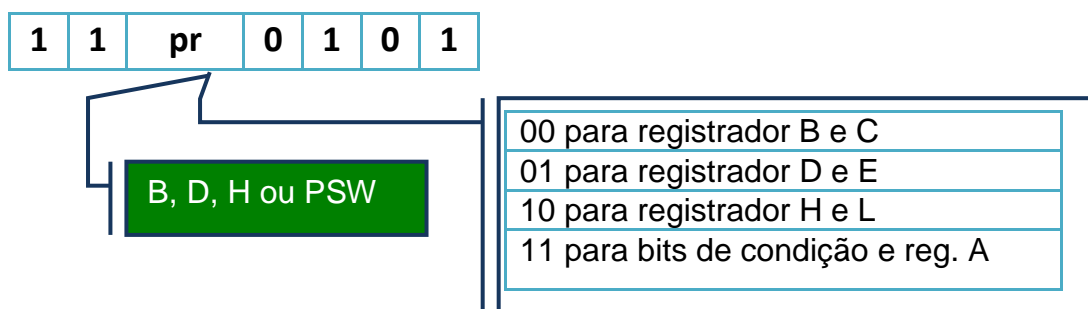 1 1 pr 0 1 0 1
00 para registrador B e C
01 para registrador D e E
B, D, H ou PSW
10 para registrador H e L
11 para bits de condição e reg. A